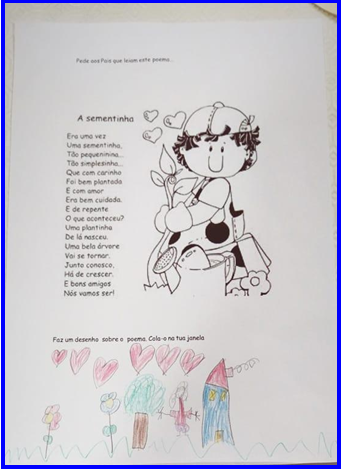 Pede aos Pais que leiam este poema...
A sementinha
Era uma vez
Uma sementinha,
Tão pequenina...
Tão simplesinha...
Que com carinho
Foi bem plantada
E com amor
Era bem cuidada.
E de repente
O que aconteceu?
Uma plantinha
De lá nasceu.
Uma bela árvore
Vai se tornar.
Junto conosco,
Há de crescer.
E bons amigos
Nós vamos ser!
Faz um desenho sobre o poema. Cola-o na tua janela